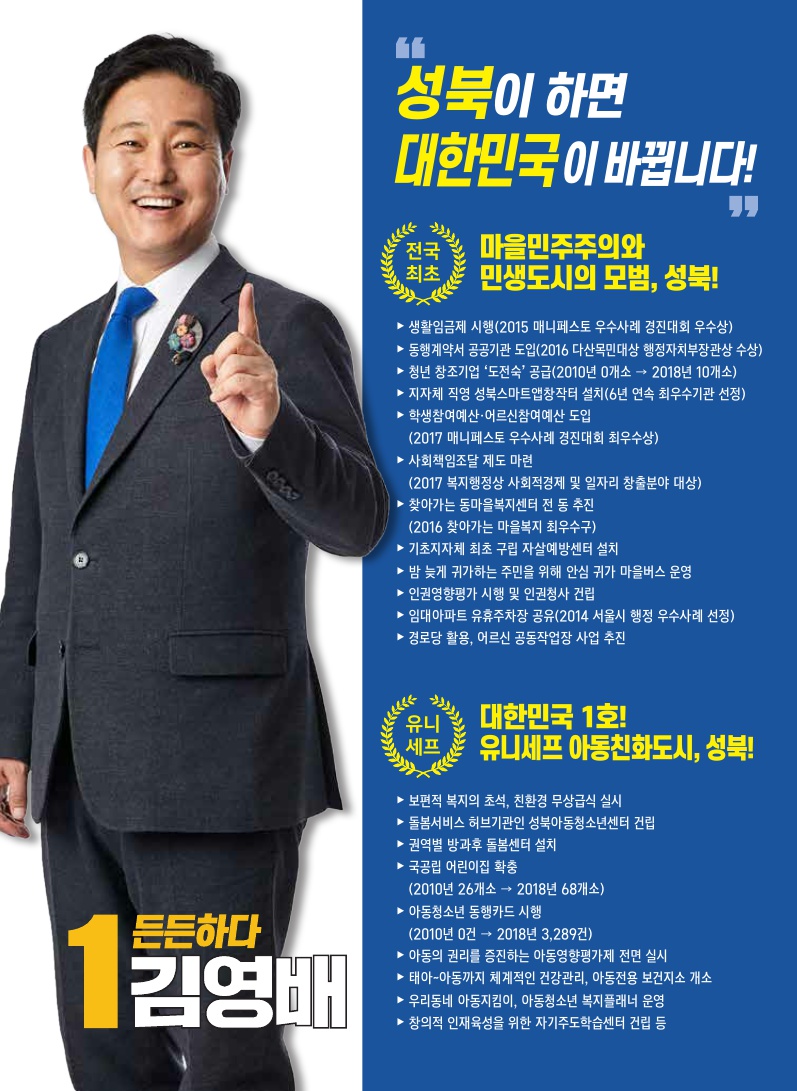 “
성북이 하면
대한민국이 바뀝니다!
”
전국
최초
마을민주주의와
민생도시의 모범, 성북!
▶ 생활임금제 시행(2015 매니페스토 우수사례 경진대회 우수상)
▶ 동행계약서 공공기관 도입(2016 다산목민대상 행정자치부장관상 수상)
▶ 청년 창조기업 ‘도전숙’ 공급(2010년 0개소 → 2018년 10개소)
▶ 지자체 직영 성북스마트앱창작터 설치(6년 연속 최우수기관 선정)
▶ 학생참여예산·어르신참여예산 도입
(2017 매니페스토 우수사례 경진대회 최우수상)
▶ 사회책임조달 제도 마련
(2017 복지행정상 사회적경제 및 일자리 창출분야 대상)
▶ 찾아가는 동마을복지센터 전 동 추진
(2016 찾아가는 마을복지 최우수구)
▶ 기초지자체 최초 구립 자살예방센터 설치
▶ 밤 늦게 귀가하는 주민을 위해 안심 귀가 마을버스 운영
▶ 인권영향평가 시행 및 인권청사 건립
▶ 임대아파트 유휴주차장 공유(2014 서울시 행정 우수사례 선정)
▶ 경로당 활용, 어르신 공동작업장 사업 추진
유니
세프
대한민국 1호!
유니세프 아동친화도시, 성북!
▶ 보편적 복지의 초석, 친환경 무상급식 실시
▶ 돌봄서비스 허브기관인 성북아동청소년센터 건립
▶ 권역별 방과후 돌봄센터 설치
▶ 국공립 어린이집 확충
(2010년 26개소 → 2018년 68개소)
▶ 아동청소년 동행카드 시행
(2010년 0건 → 2018년 3,289건)
▶ 아동의 권리를 증진하는 아동영향평가제 전면 실시
▶ 태아~아동까지 체계적인 건강관리, 아동전용 보건지소 개소
▶ 우리동네 아동지킴이, 아동청소년 복지플래너 운영
▶ 창의적 인재육성을 위한 자기주도학습센터 건립 등
1 든든하다
김영배